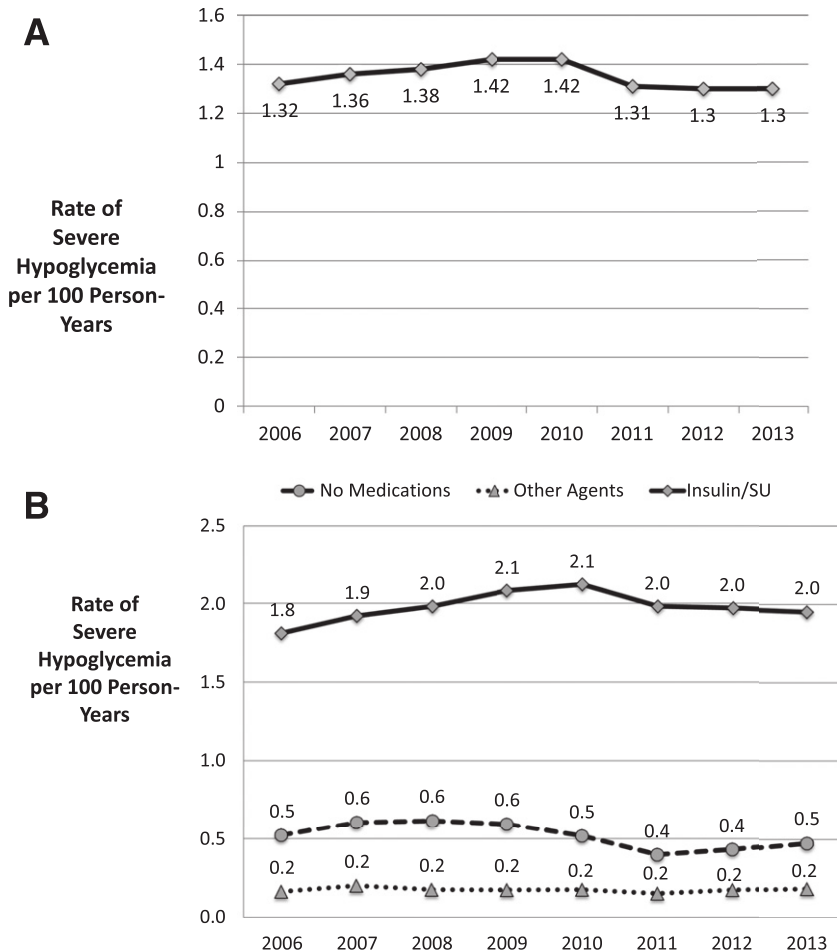 A
1.6
1.4
1.2
1
0.8
0.6
0.4
0.2
0
Rate of
Severe
Hypoglycemia
per 100 Person-
Years
1.32 1.36 1.38 1.42 1.42 1.31 1.3 1.3
2006 2007 2008 2009 2010 2011 2012 2013
B
No Medications Other Agents Insulin/SU
2.5
2.0
1.5
1.0
0.5
0.0
Rate of
Severe
Hypoglycemia
per 100 Person-
Years
1.8 1.9 2.0 2.1 2.1 2.0 2.0 2.0
0.5 0.6 0.6 0.6 0.5 0.4 0.4 0.5
0.2 0.2 0.2 0.2 0.2 0.2 0.2 0.2
2006 2007 2008 2009 2010 2011 2012 2013